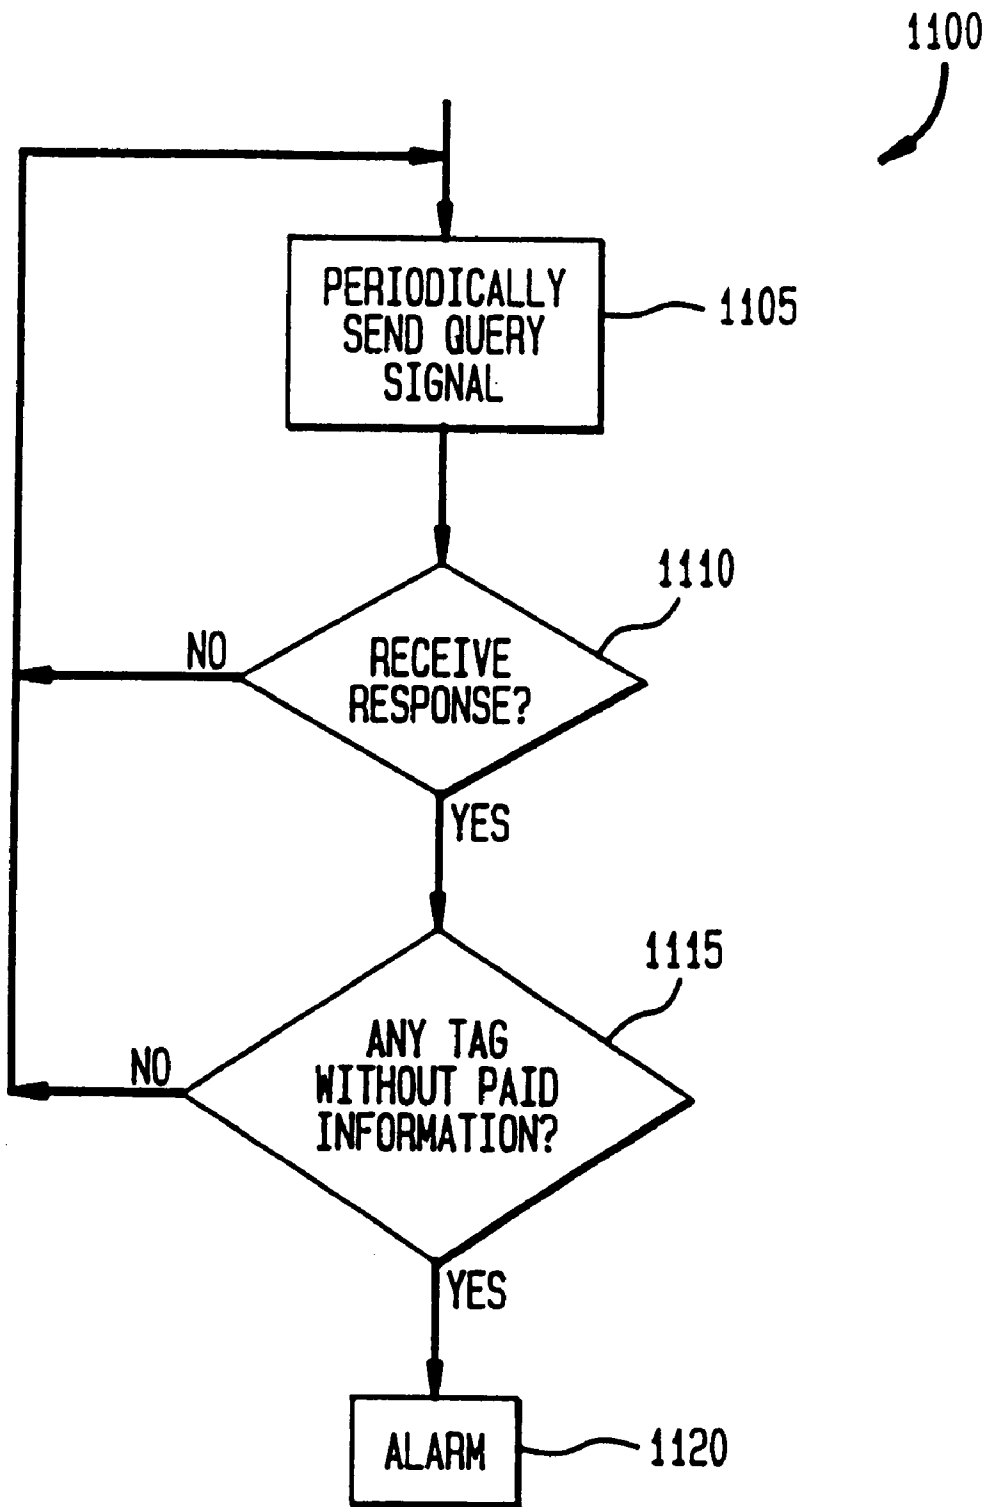 1100
PERIODICALLY
SEND QUERY
SIGNAL
1105
1110
RECEIVE
RESPONSE?
NO
YES
1115
ANY TAG
WITHOUT PAID
INFORMATION?
NO
YES
ALARM
1120